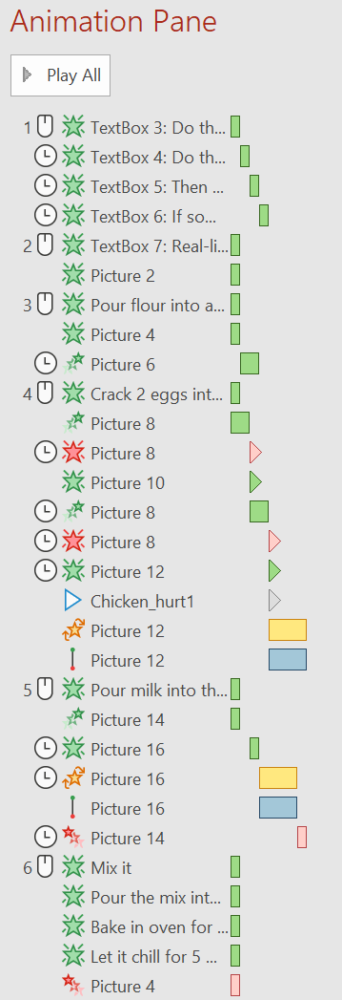 Animation Pane
Play All
1 TextBox 3: Do th...
TextBox 4: Do th...
TextBox 5: Then ...
TextBox 6: If so...
2 TextBox 7: Real-li...
Picture 2
3 Pour flour into a...
Picture 4
Picture 6
4 Crack 2 eggs int...
Picture 8
Picture 8
Picture 10
Picture 8
Picture 8
Picture 12
Chicken_hurt1
Picture 12
Picture 12
5 Pour milk into th...
Picture 14
Picture 16
Picture 16
Picture 16
Picture 14
6 Mix it
Pour the mix int...
Bake in oven for ...
Let it chill for 5 ...
Picture 4